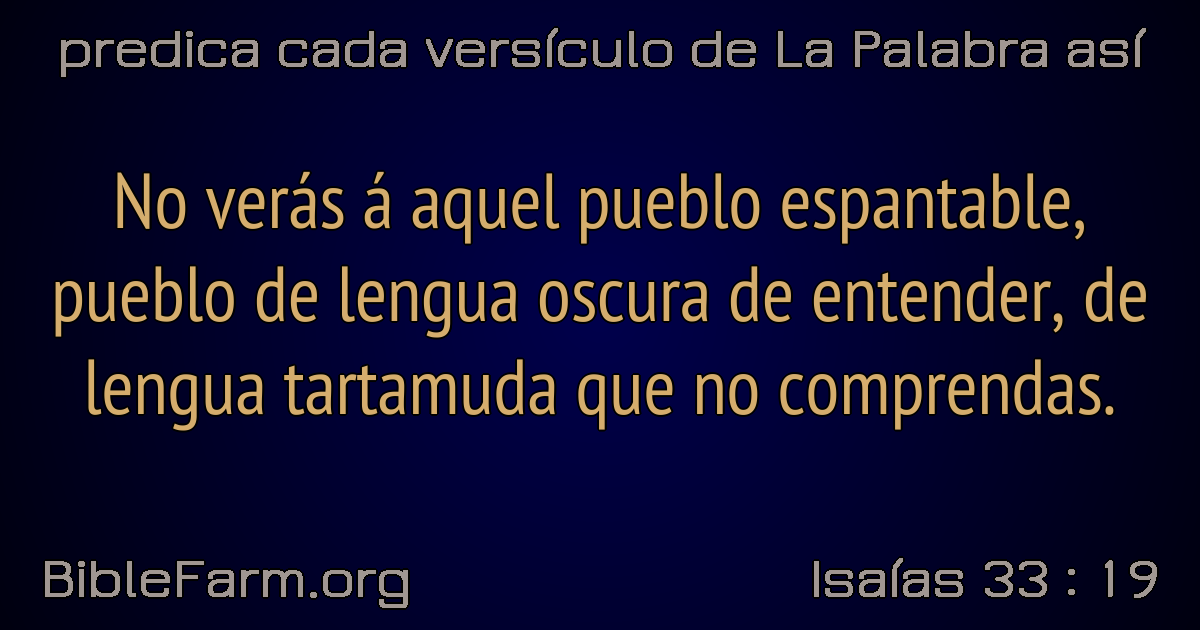 predica cada versículo de La Palabra así
No verás á aquel pueblo espantable,
pueblo de lengua oscura de entender, de
lengua tartamuda que no comprendas.
BibleFarm.org
Isaías 33 : 19